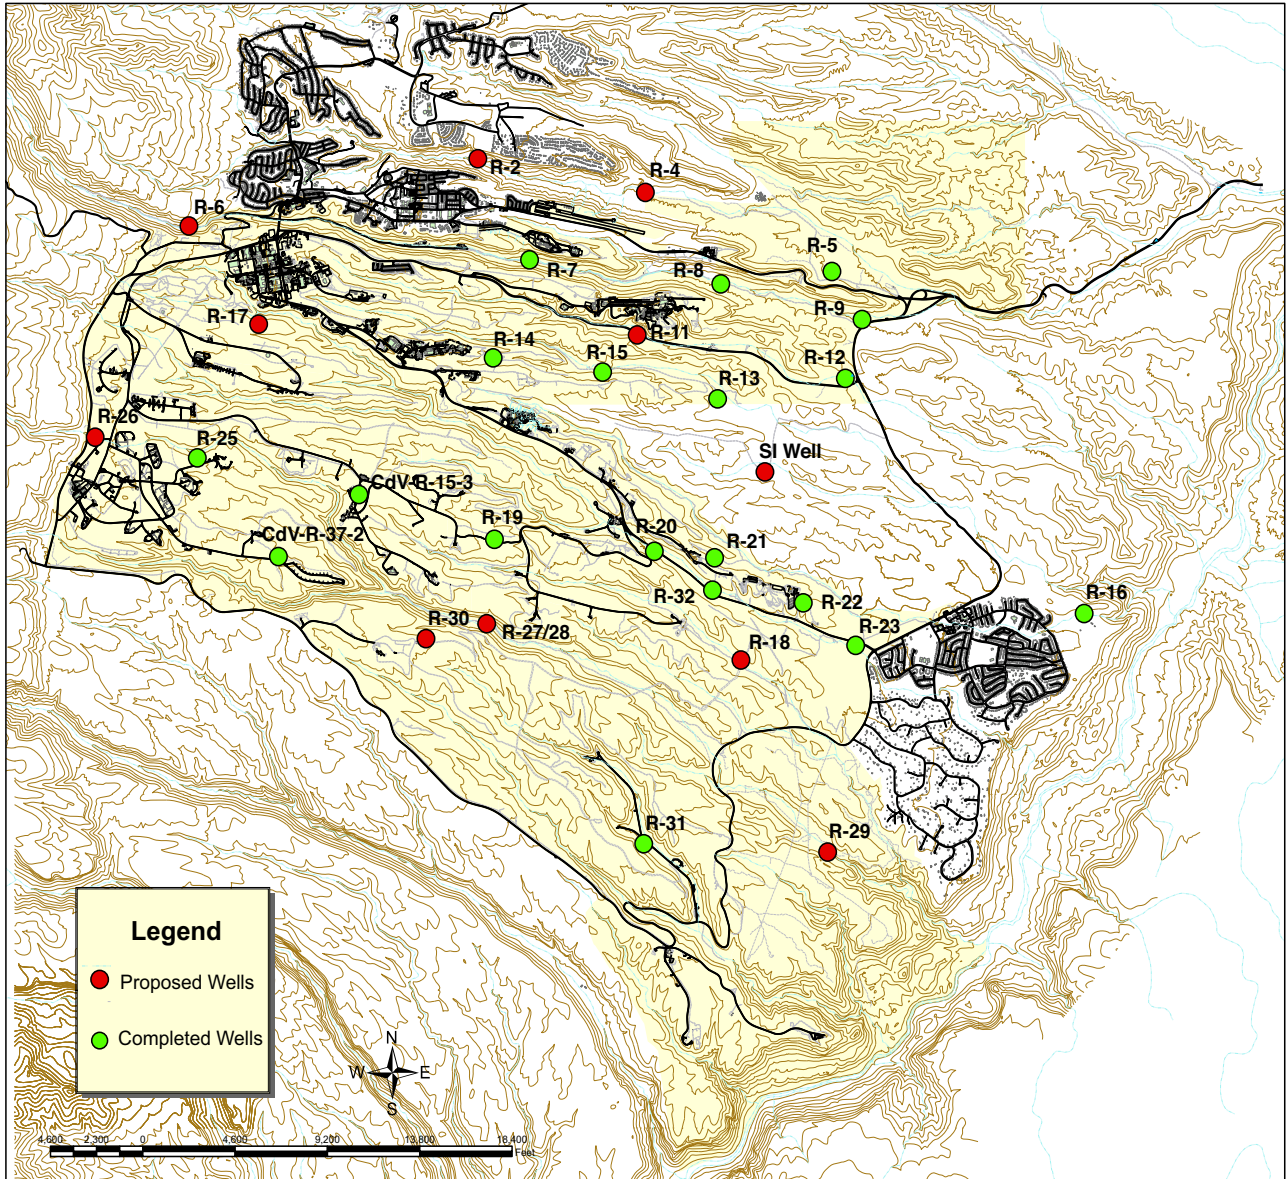 R-2
R-4
R-6
R-5
R-7
R-8
R-9
R-17
R-11
R-14
R-15
R-12
R-13
R-26
R-25
SI Well
CdV-R-15-3
R-19
R-20
CdV-R-37-2
R-21
R-32
R-22
R-16
R-30
R-27/28
R-18
R-23
R-31
R-29
Legend
Proposed Wells
Completed Wells
N
W E
S
4,600 2,300 0 4,600 9,200 13,800 18,400
Feet